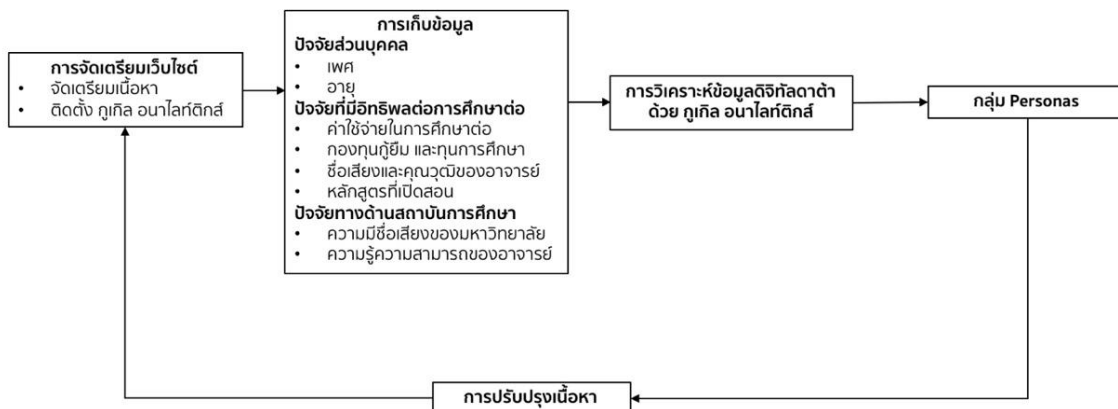 การจัดเตรียมเว็บไซต์
• จัดเตรียมเนื้อหา
• ติดตั้ง กูเกิล อนาไลท์ติกส์
การเก็บข้อมูล
ปัจจัยส่วนบุคคล
• เพศ
• อายุ
ปัจจัยที่มีอิทธิพลต่อการศึกษาต่อ
• ค่าใช้จ่ายในการศึกษาต่อ
• กองทุนกู้ยืม และทุนการศึกษา
• ชื่อเสียงและคุณวุฒิของอาจารย์
• หลักสูตรที่เปิดสอน
ปัจจัยทางด้านสถาบันการศึกษา
• ความมีชื่อเสียงของมหาวิทยาลัย
• ความรู้ความสามารถของอาจารย์
การวิเคราะห์ข้อมูลดิจิทัลดาต้า
ด้วย กูเกิล อนาไลท์ติกส์
กลุ่ม Personas
การปรับปรุงเนื้อหา